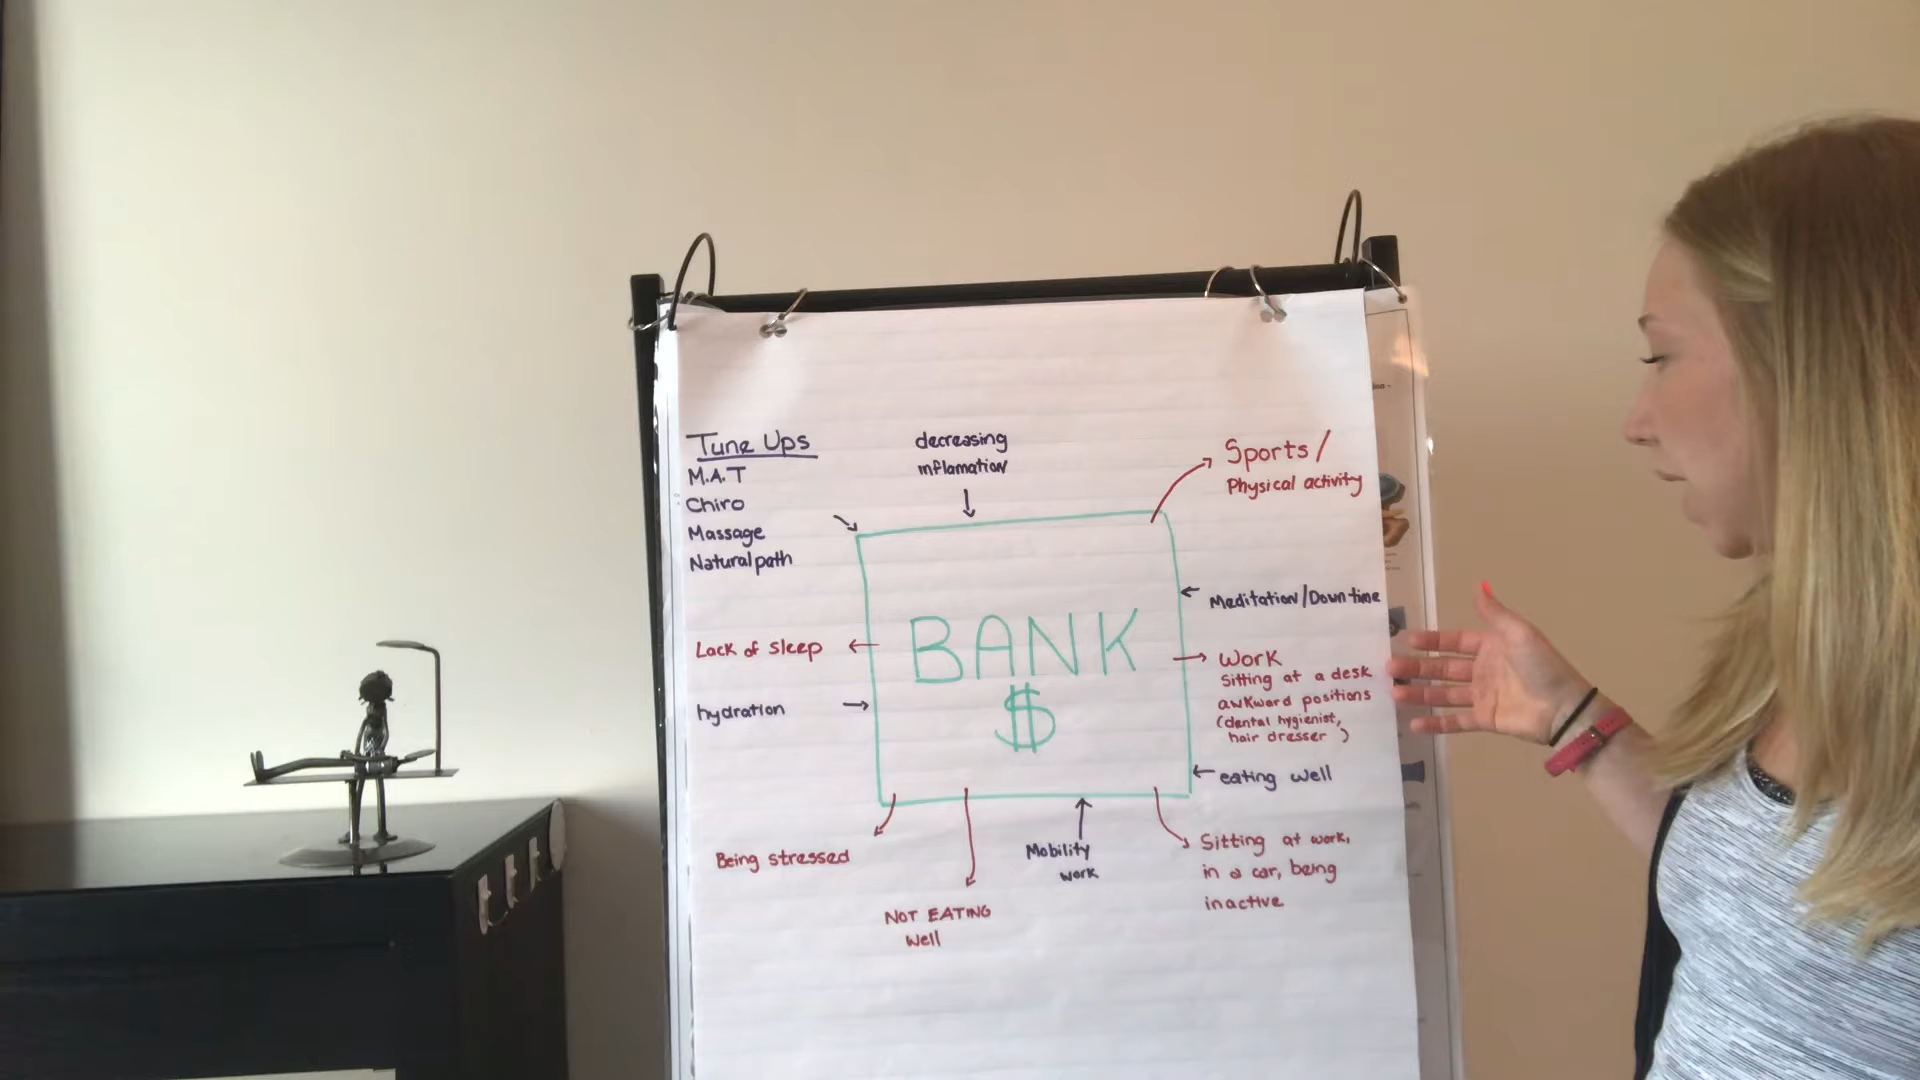 Tune Ups
M.A.T
Chiro
Massage
Naturalpath
decreasing
inflamation
Sports/
Physical activity
Meditation/Down time
Lack of sleep
BANK
$
hydration
Work
Sitting at a desk
awkward positions
(dental hygienist,
hair dresser)
eating well
Being stressed
NOT EATING
Well
Mobility
work
Sitting at work,
in a car, being
inactive